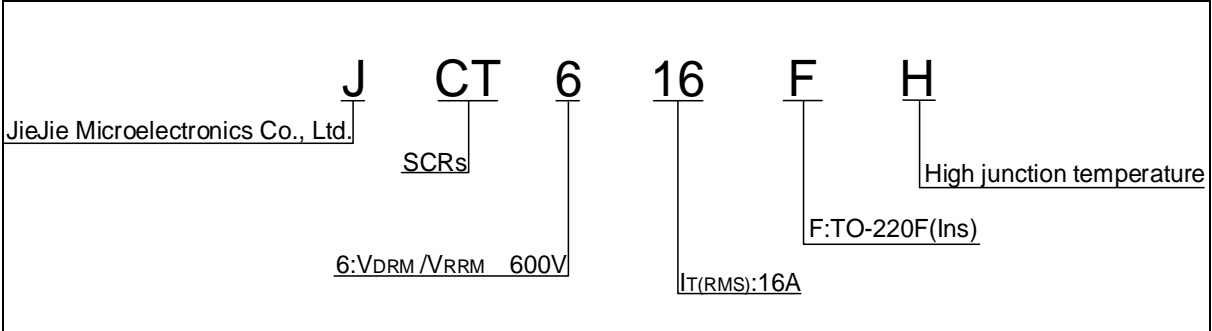 J CT 6 16 F H
JieJie Microelectronics Co., Ltd.
SCRs
High junction temperature
F:TO-220F(Ins)
6:VDRM /VRRM 600V
IT(RMS):16A